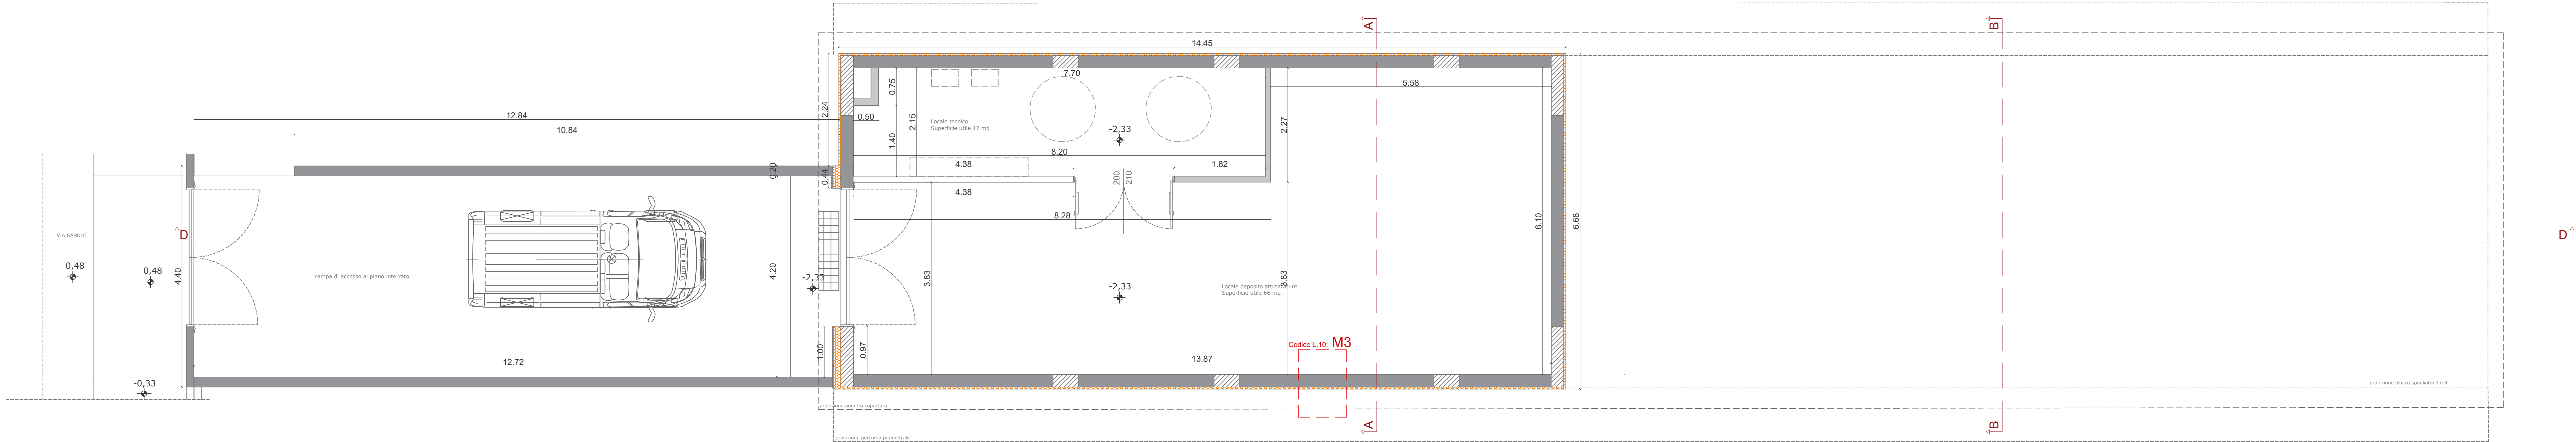 A
B
14.45
7.70
5.58
0.75
2.24
12.84
0.50
Locale tecnico
Superficie utile 17 mq
2.15
-2,33
2.27
10.84
1.40
8.20
4.38
1.82
0.20
0.44
200
210
4.38
8.28
6.10
6.68
VIA GANDHI
D
D
-0,48
-0,48
4.40
rampa di accesso al piano interrato
4.20
-2,33
3.83
-2,33
3.83
Locale deposito attrezzature
Superficie utile 66 mq
1.00
0.97
Codice L.10: M3
12.72
13.87
-0,33
proiezione blocco spogliatoi 3 e 4
proiezione aggetto copertura
A
B
proiezione percorso perimetrale